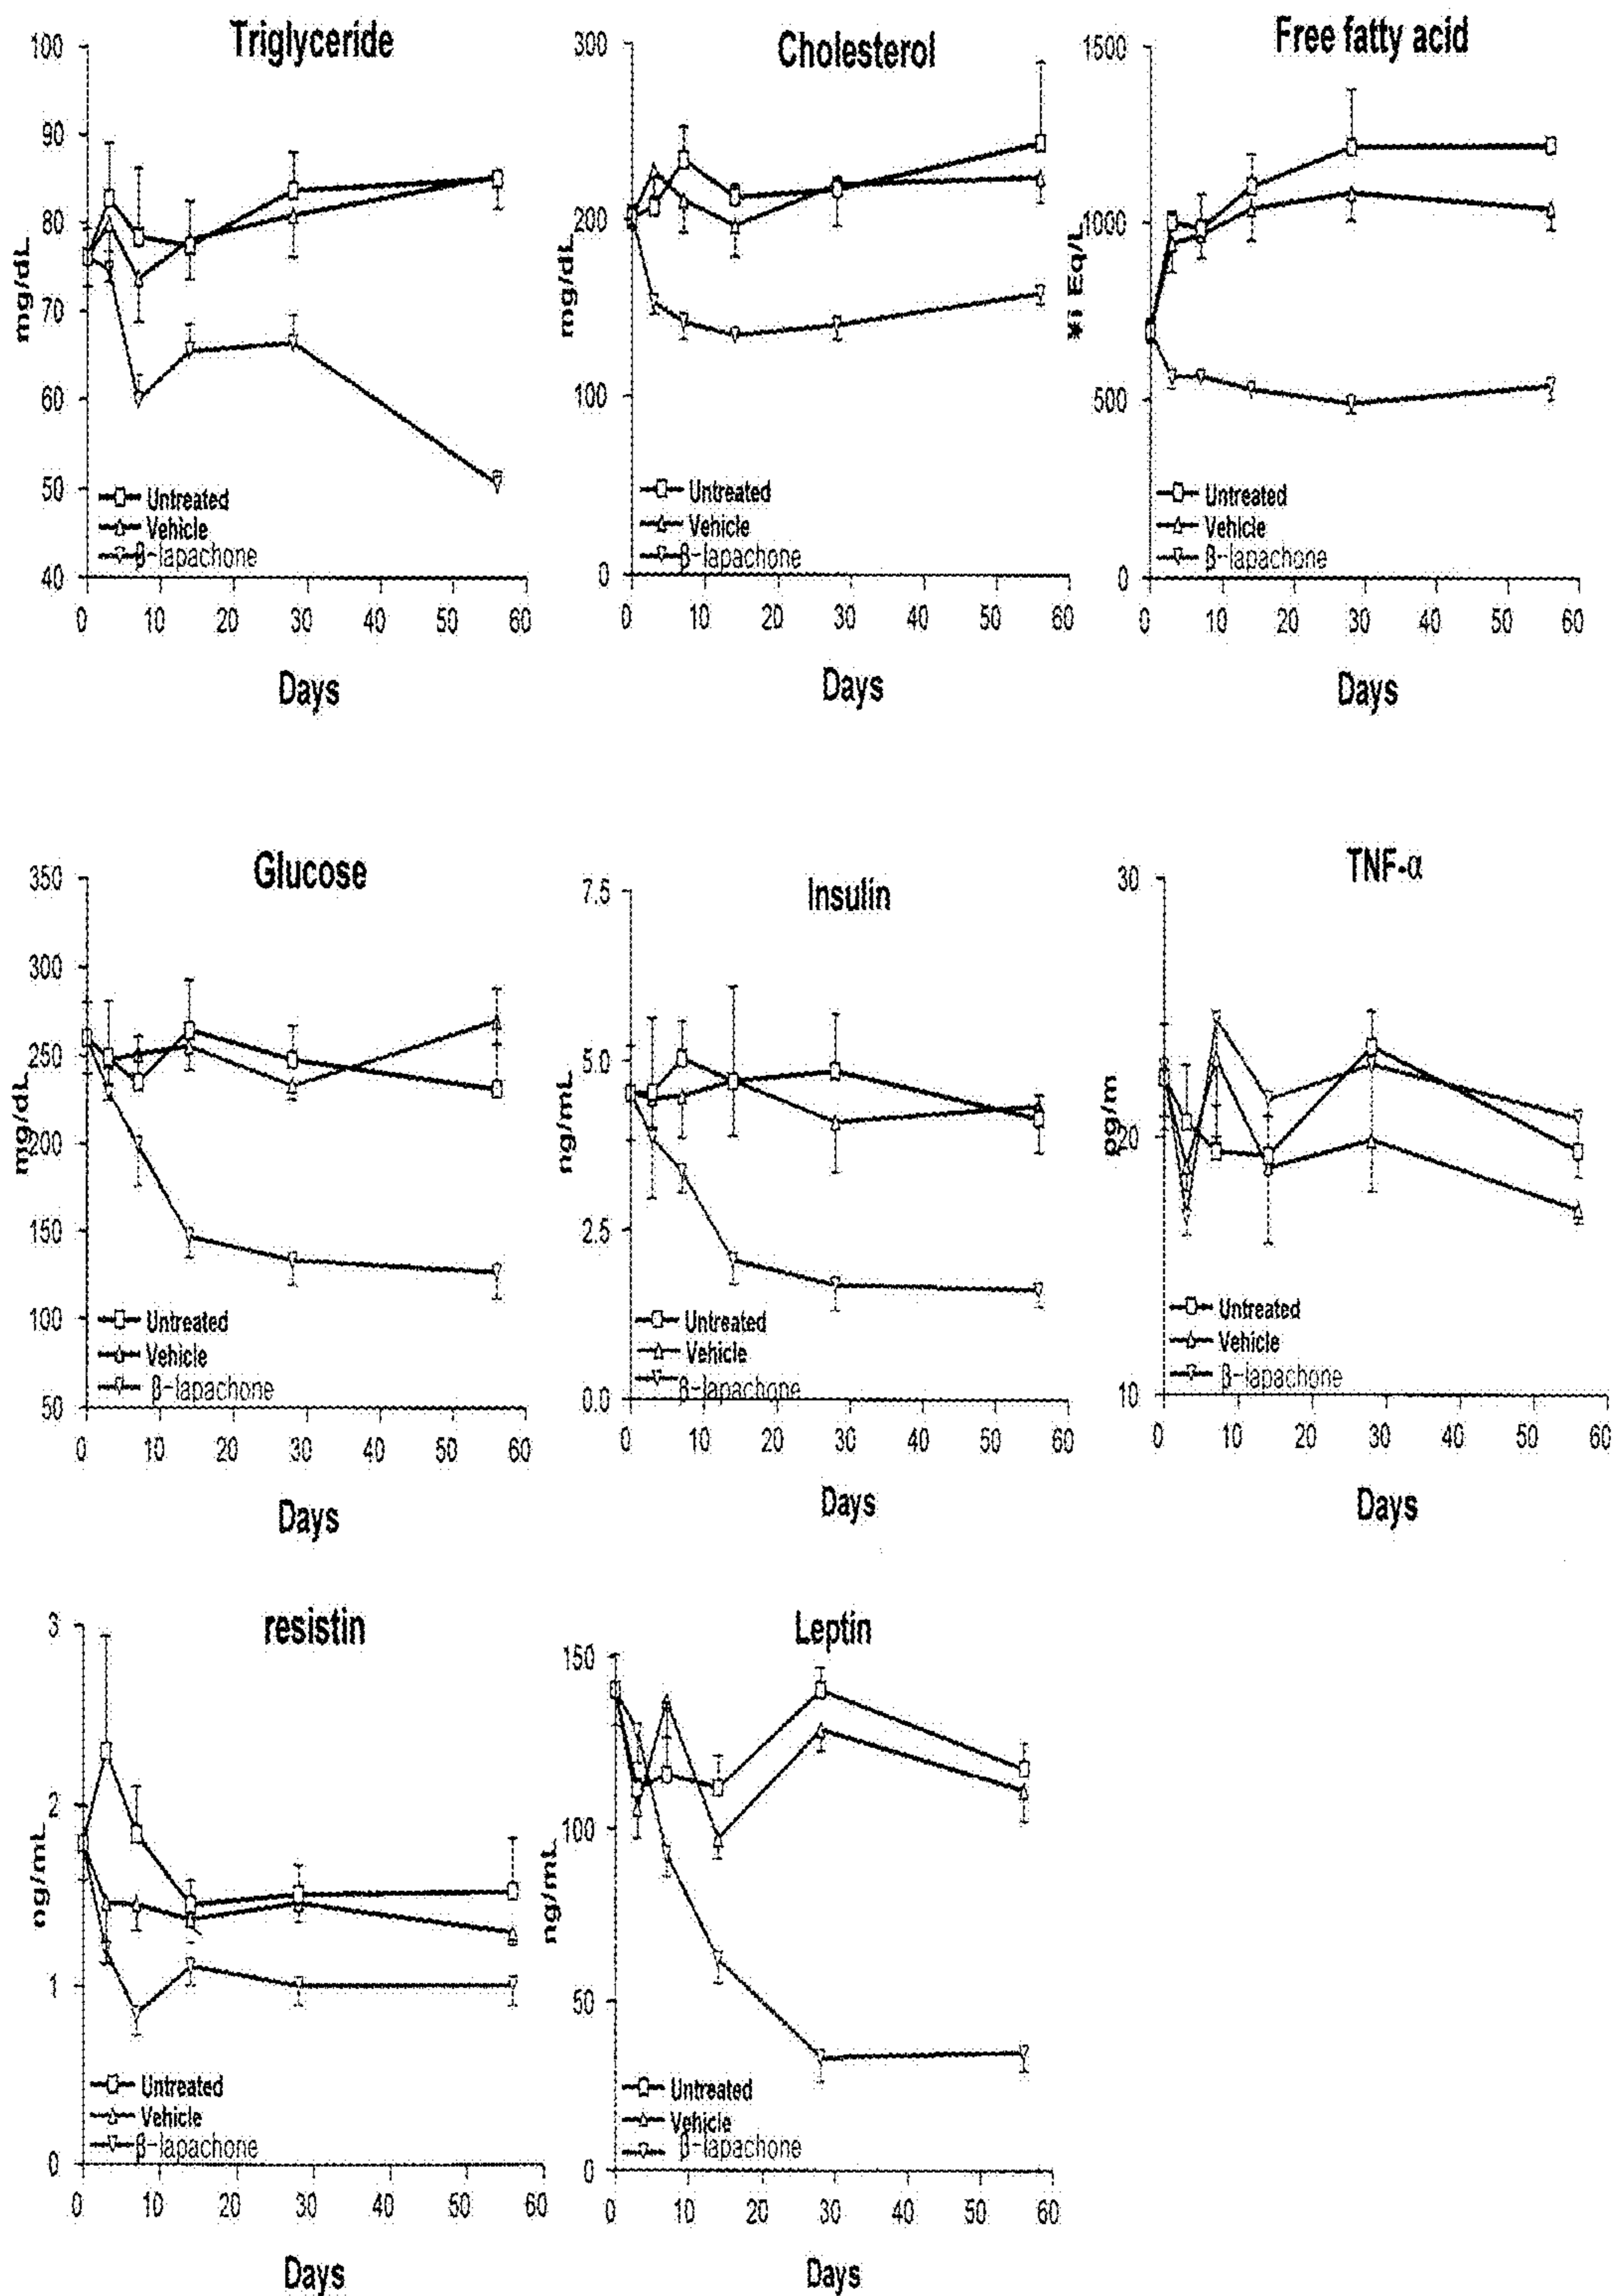 Triglyceride
100
90
80
70
60
50
40
mg/dL
Untreated
Vehicle
β-lapachone
0 10 20 30 40 50 60
Days
Cholesterol
300
200
100
0
mg/dL
Untreated
Vehicle
β-lapachone
0 10 20 30 40 50 60
Days
Free fatty acid
1500
1000
500
0
¥ì Eq/L
Untreated
Vehicle
β-lapachone
0 10 20 30 40 50 60
Days
Glucose
350
300
250
200
150
100
50
mg/dL
Untreated
Vehicle
β-lapachone
0 10 20 30 40 50 60
Days
Insulin
7.5
5.0
2.5
0.0
ng/mL
Untreated
Vehicle
β-lapachone
0 10 20 30 40 50 60
Days
TNF-α
30
20
10
pg/m
Untreated
Vehicle
β-lapachone
0 10 20 30 40 50 60
Days
resistin
3
2
1
0
ng/mL
Untreated
Vehicle
β-lapachone
0 10 20 30 40 50 60
Days
Leptin
150
100
50
0
ng/mL
Untreated
Vehicle
β-lapachone
0 10 20 30 40 50 60
Days